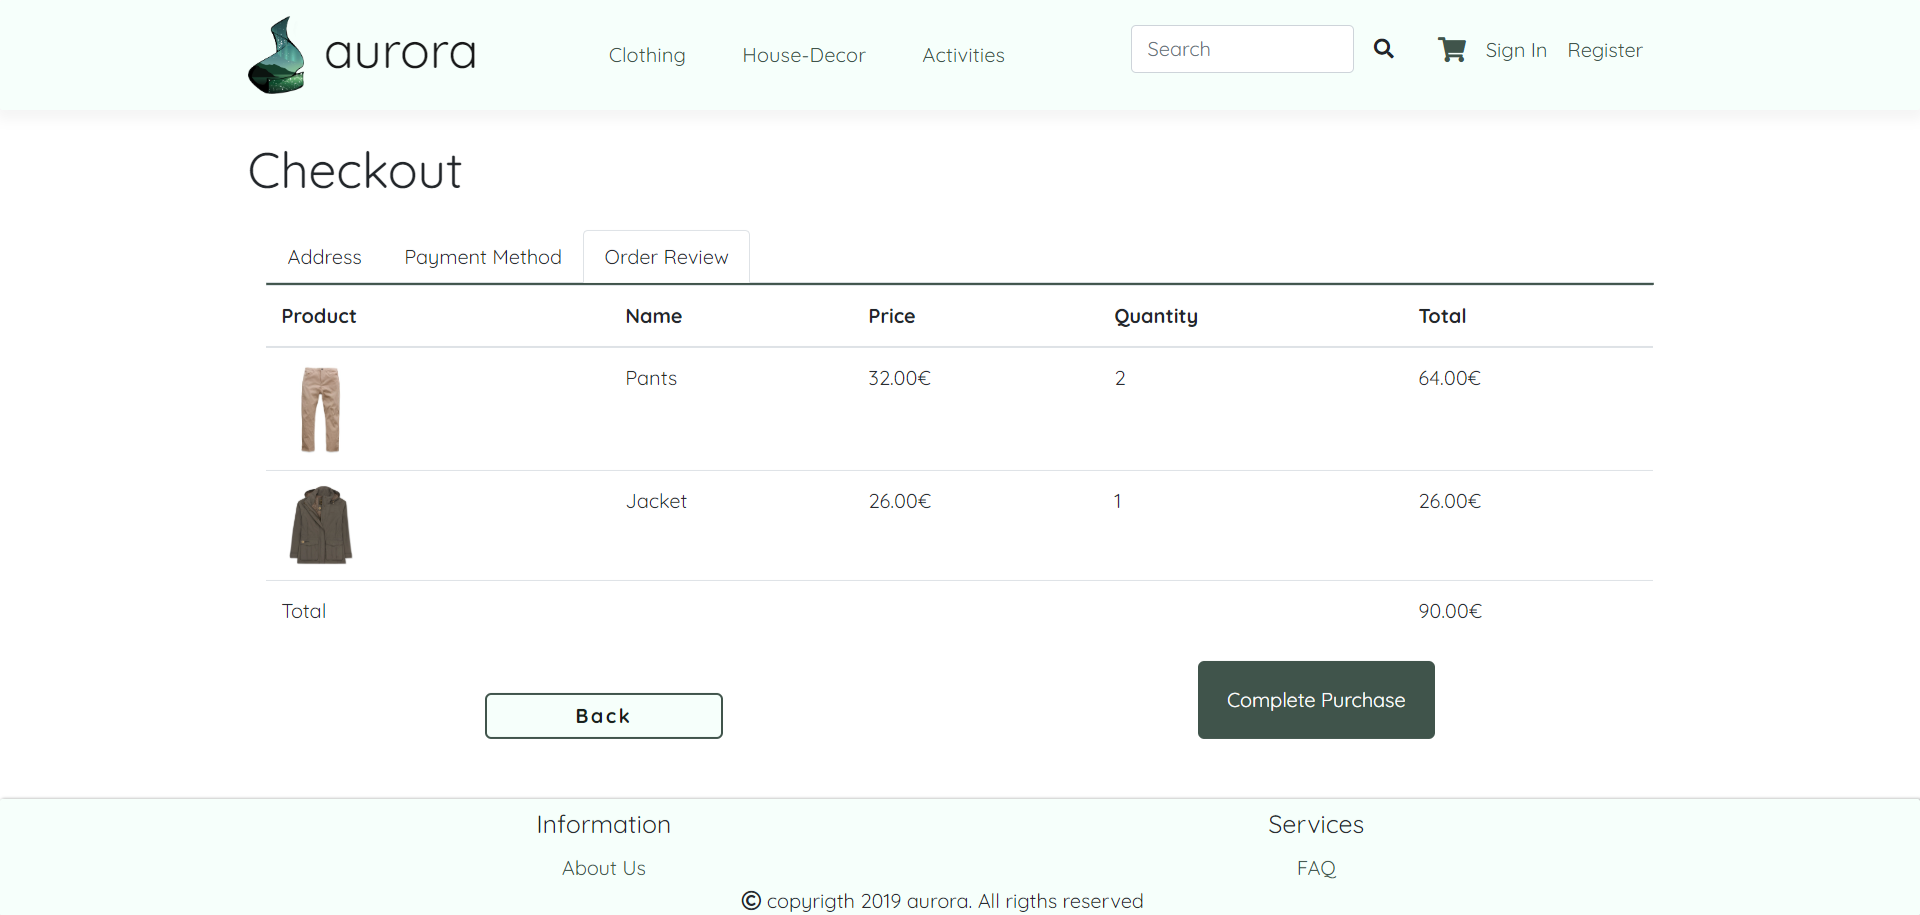 aurora Clothing House-Decor Activities Search Sign In Register
Checkout
Address Payment Method Order Review
Product Name Price Quantity Total
Pants 32.00€ 2 64.00€
Jacket 26.00€ 1 26.00€
Total 90.00€
Back Complete Purchase
Information Services
About Us FAQ
© copyrigth 2019 aurora. All rigths reserved